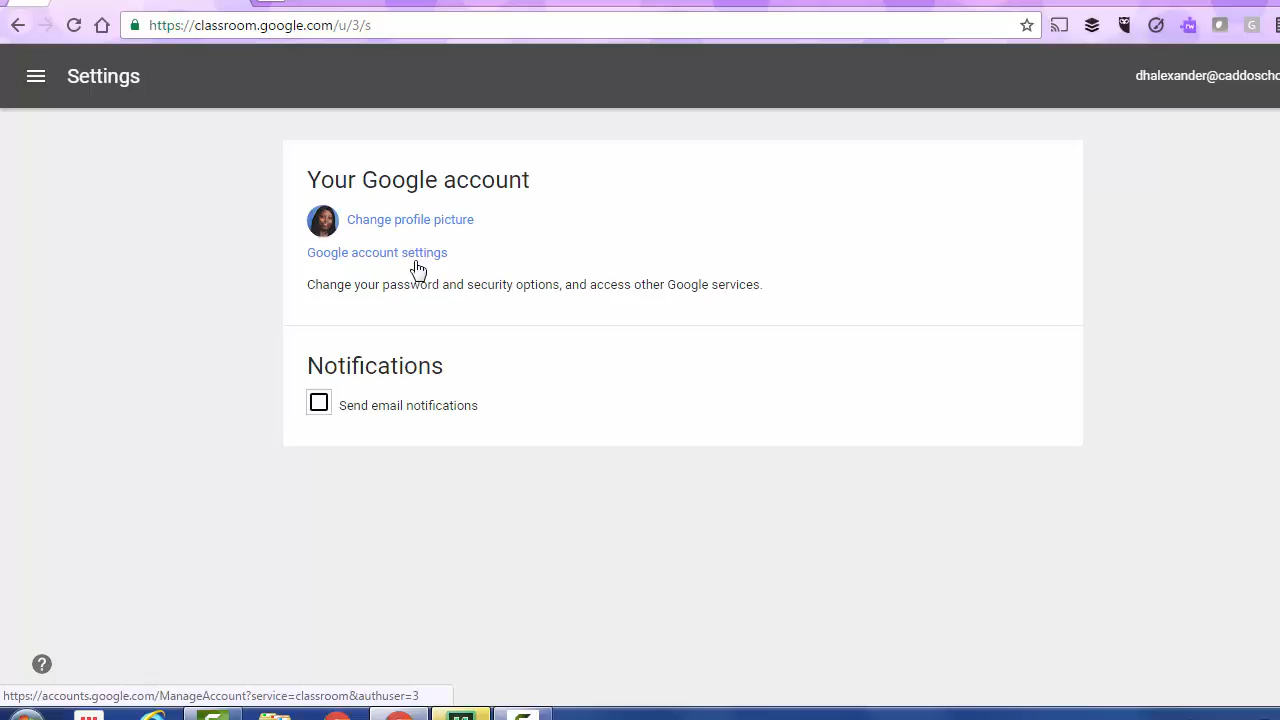 https://classroom.google.com/u/3/s
Settings
dhalexander@caddoscho
Your Google account
Change profile picture
Google account settings
Change your password and security options, and access other Google services.
Notifications
Send email notifications
?
https://accounts.google.com/ManageAccount?service=classroom&authuser=3